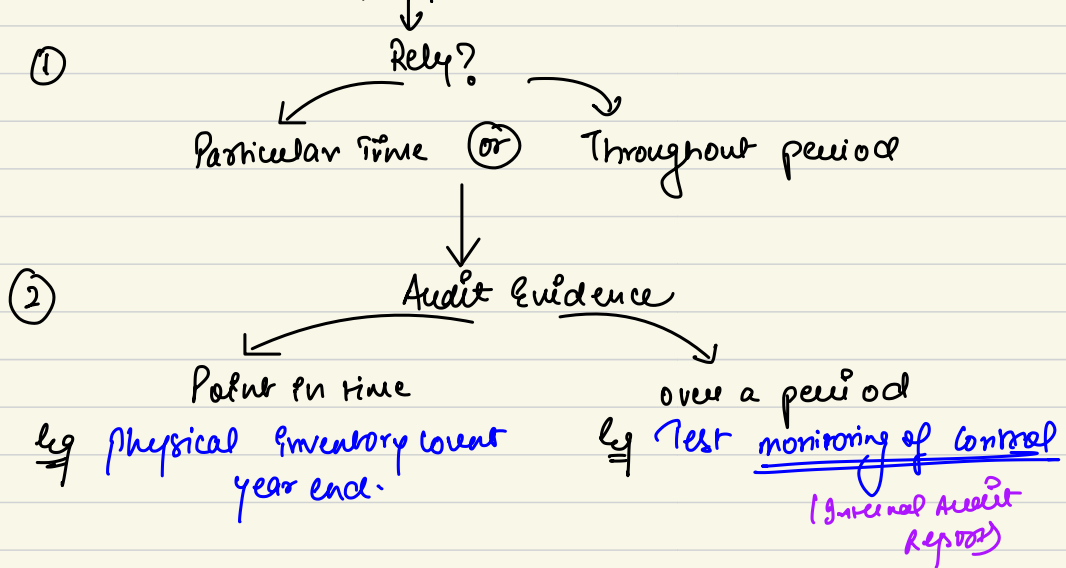 ① Rely?
Particular Time or Throughout period
② Audit Evidence
Point in time over a period
eg Physical Inventory count eg Test monitoring of control
year end.
(Internal Audit
Reports)